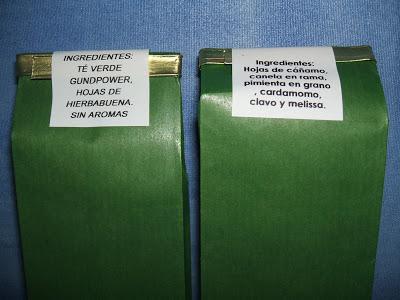 INGREDIENTES:
TÉ VERDE
GUNDPOWER,
HOJAS DE
HIERBABUENA.
SIN AROMAS
Ingredientes:
Hojas de cáñamo,
canela en rama,
pimienta en grano
, cardamomo,
clavo y melissa.